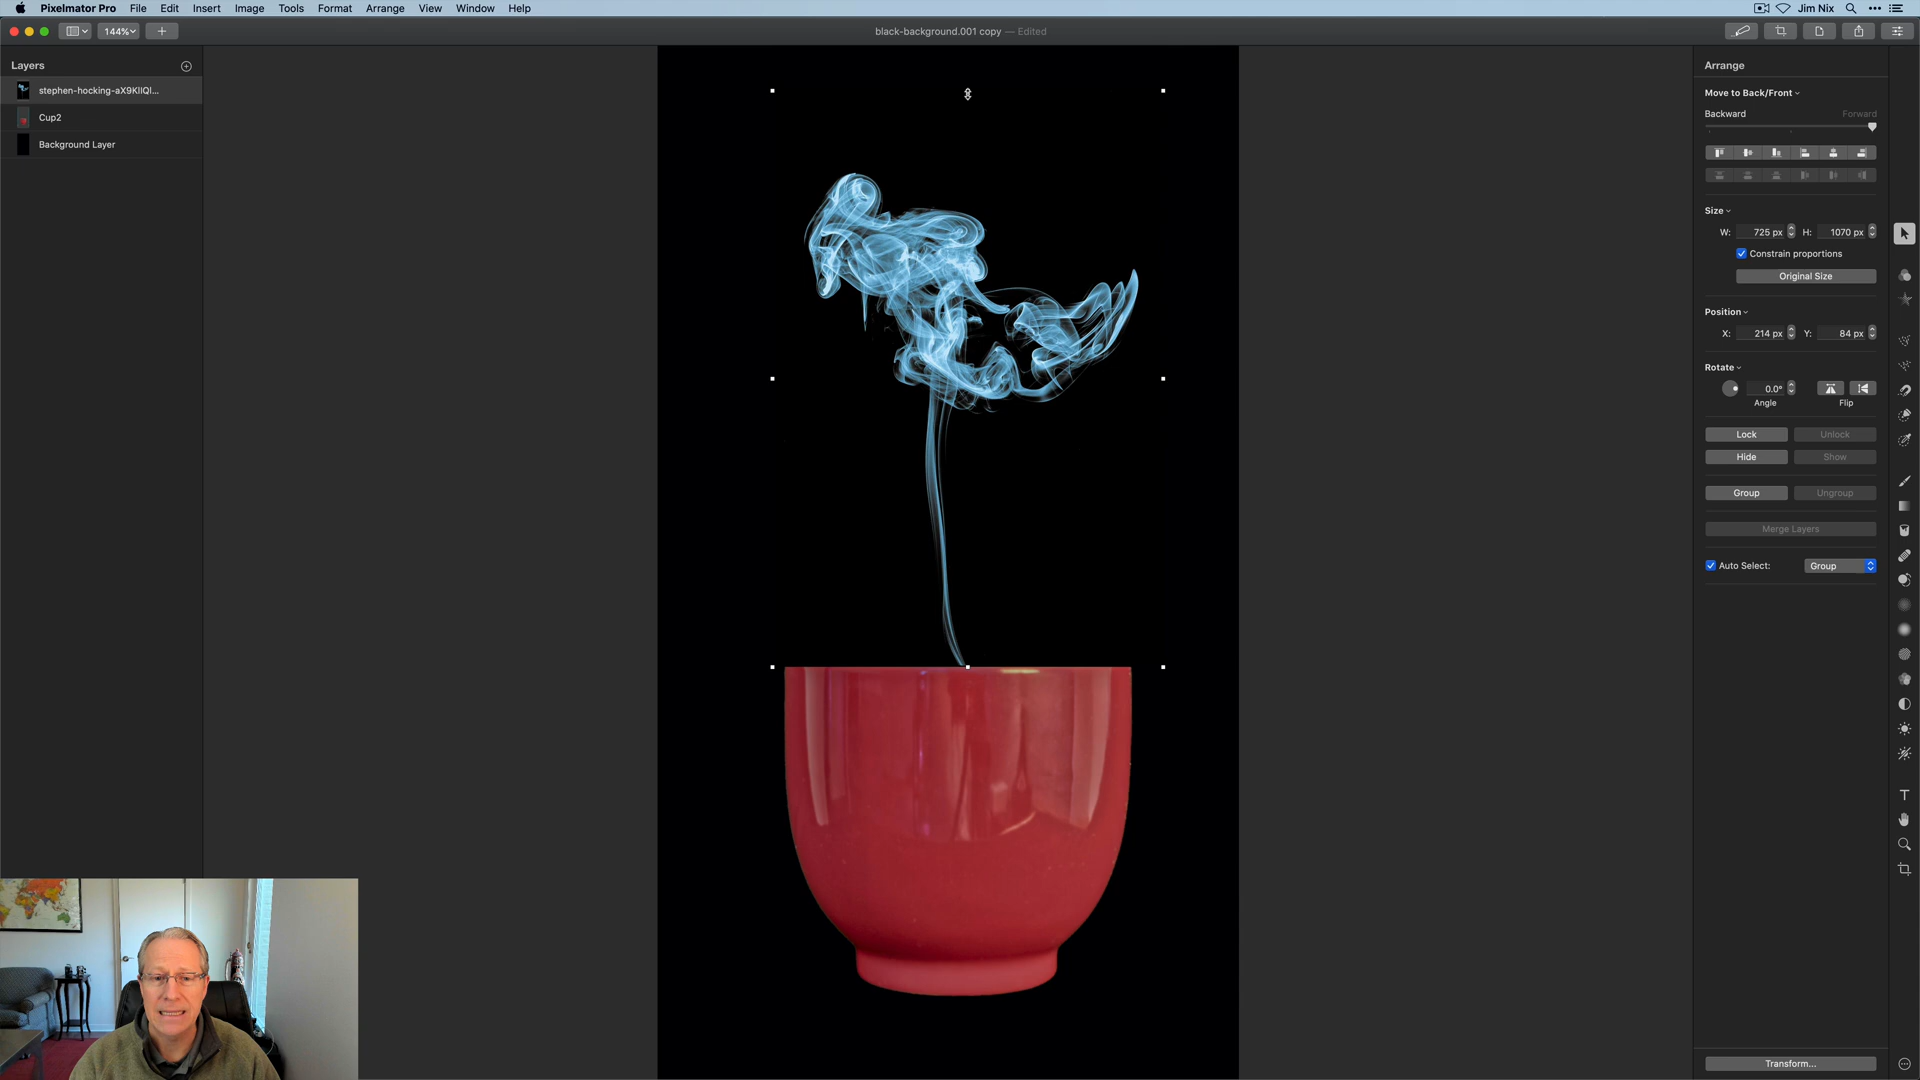 Pixelmator Pro File Edit Insert Image Tools Format Arrange View Window Help Jim Nix
144% black-background.001 copy — Edited
Layers
stephen-hocking-aX9KllQl...
Cup2
Background Layer
Arrange
Move to Back/Front
Backward Forward
Size
W: 725 px H: 1070 px
Constrain proportions
Original Size
Position
X: 214 px Y: 84 px
Rotate
0.0°
Angle Flip
Lock Unlock
Hide Show
Group Ungroup
Merge Layers
Auto Select: Group
T
Transform...